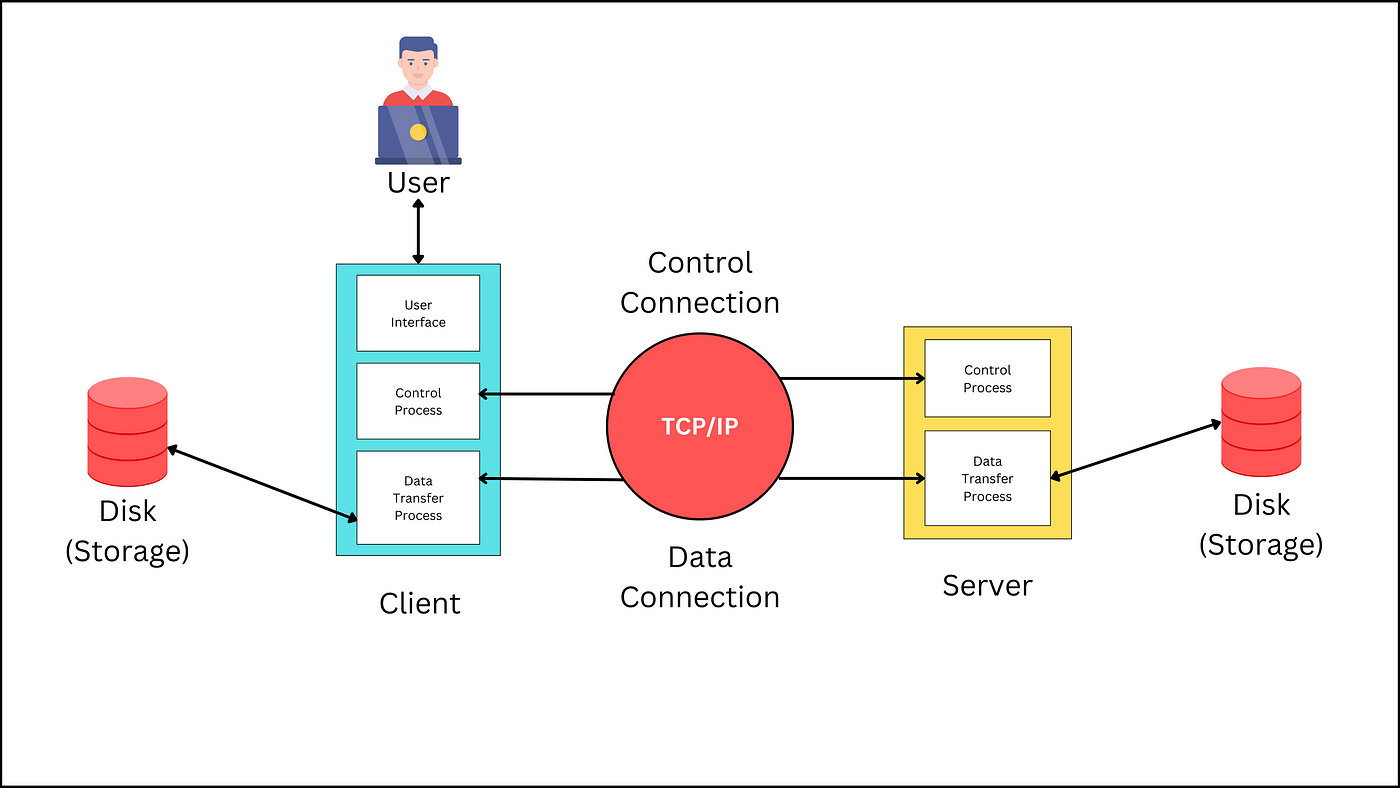 User
User
Interface
Control
Process
Data
Transfer
Process
Client
Disk
(Storage)
Control
Connection
TCP/IP
Data
Connection
Control
Process
Data
Transfer
Process
Server
Disk
(Storage)